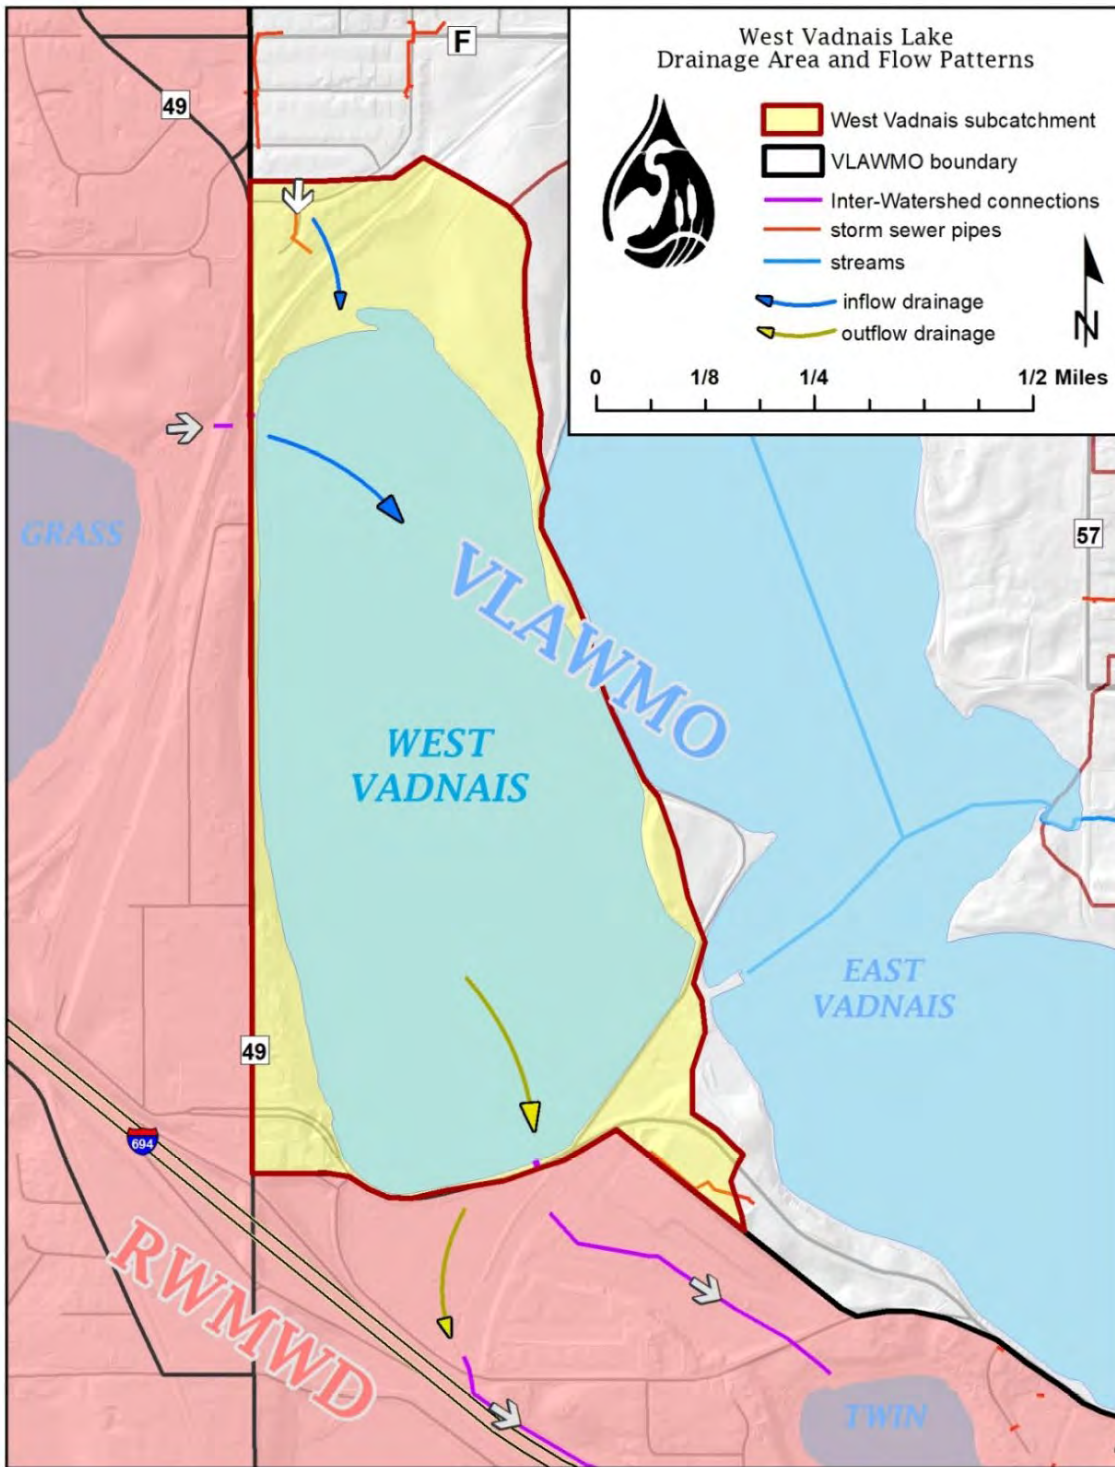 West Vadnais Lake
Drainage Area and Flow Patterns
West Vadnais subcatchment
VLAWMO boundary
Inter-Watershed connections
storm sewer pipes
streams
inflow drainage
outflow drainage
N
0 1/8 1/4 1/2 Miles
F
49
GRASS
57
VLAWMO
WEST
VADNAIS
EAST
VADNAIS
49
694
RWMWD
TWIN